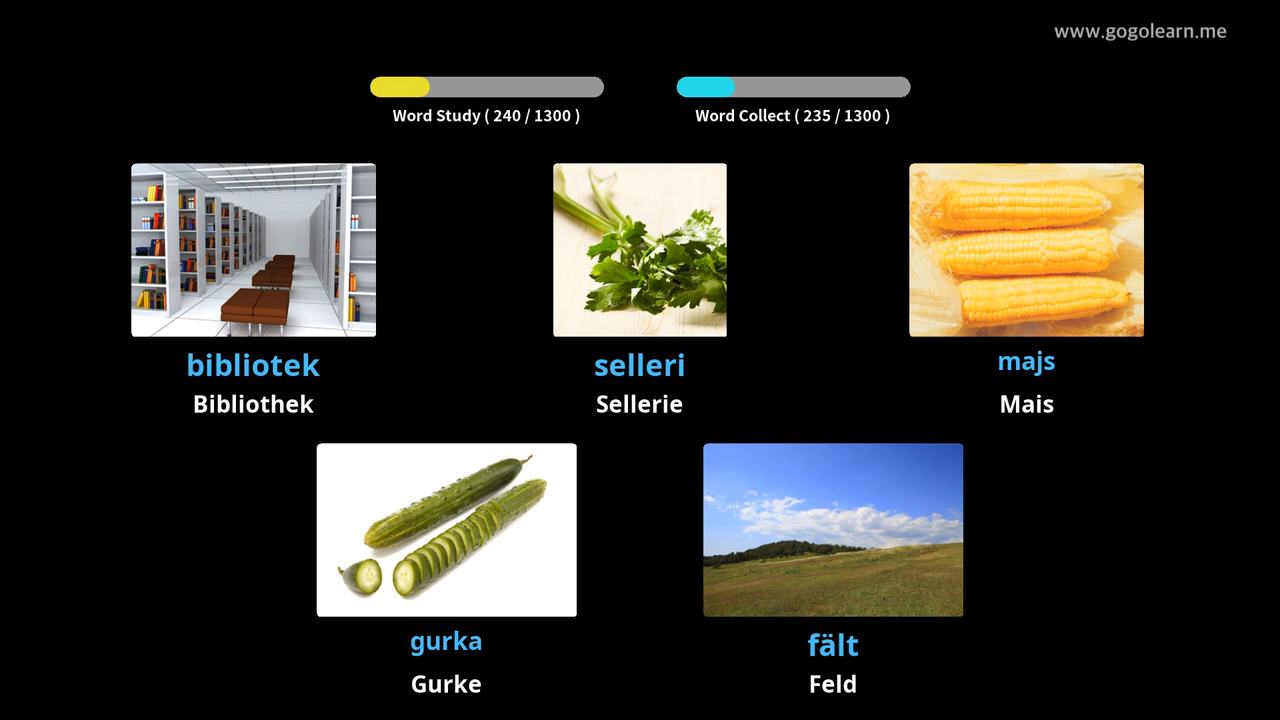 www.gogolearn.me
Word Study ( 240 / 1300 )
Word Collect ( 235 / 1300 )
bibliotek
Bibliothek
selleri
Sellerie
majs
Mais
gurka
Gurke
fält
Feld